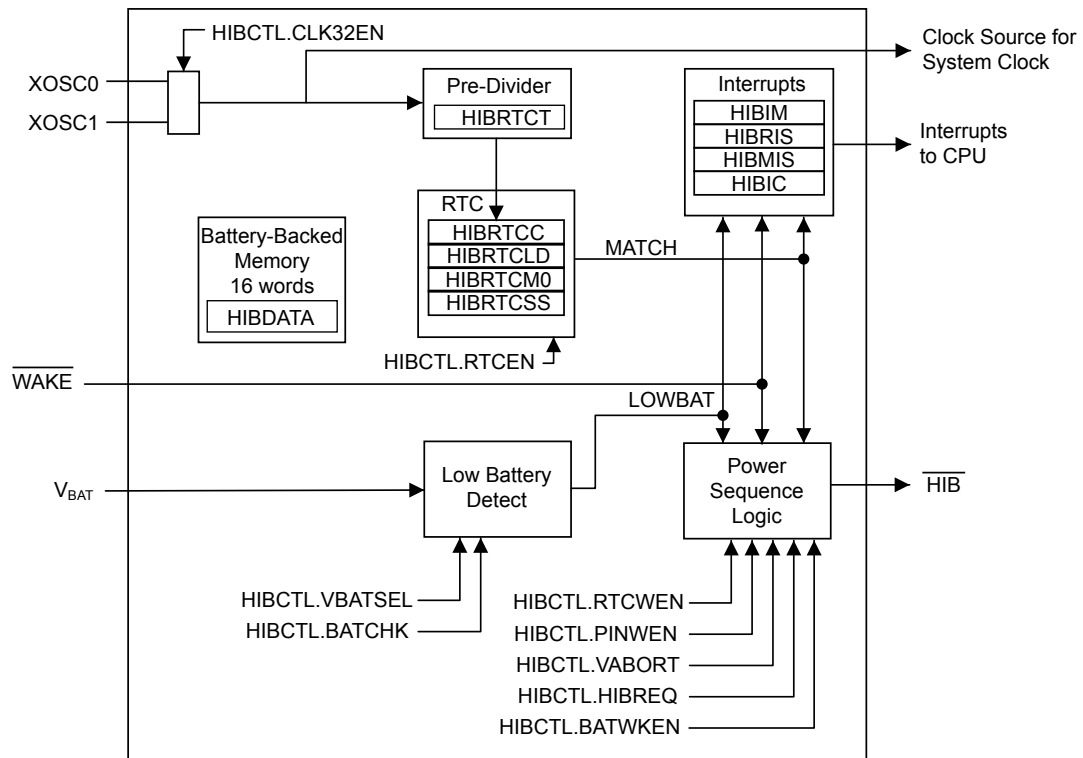 HIBCTL.CLK32EN
XOSC0
XOSC1
Clock Source for
System Clock
Pre-Divider
HIBRTCT
Interrupts
HIBIM
HIBRIS
HIBMIS
HIBIC
Interrupts
to CPU
RTC
HIBRTCC
HIBRTCLD
HIBRTCM0
HIBRTCSS
MATCH
Battery-Backed
Memory
16 words
HIBDATA
HIBCTL.RTCEN
WAKE
LOWBAT
VBAT
Low Battery
Detect
Power
Sequence
Logic
HIB
HIBCTL.VBATSEL
HIBCTL.BATCHK
HIBCTL.RTCWEN
HIBCTL.PINWEN
HIBCTL.VABORT
HIBCTL.HIBREQ
HIBCTL.BATWKEN